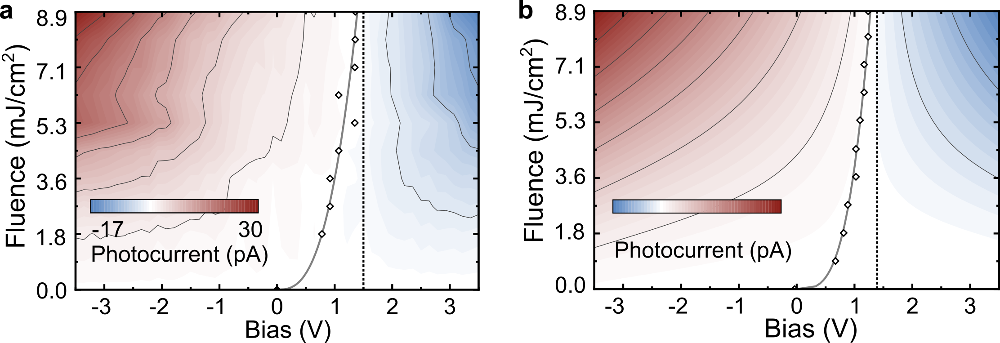 a
8.9
7.1
5.3
3.6
1.8
0.0
Fluence (mJ/cm²)
-17 30
Photocurrent (pA)
-3 -2 -1 0 1 2 3
Bias (V)
b
8.9
7.1
5.3
3.6
1.8
0.0
Fluence (mJ/cm²)
Photocurrent (pA)
-3 -2 -1 0 1 2 3
Bias (V)